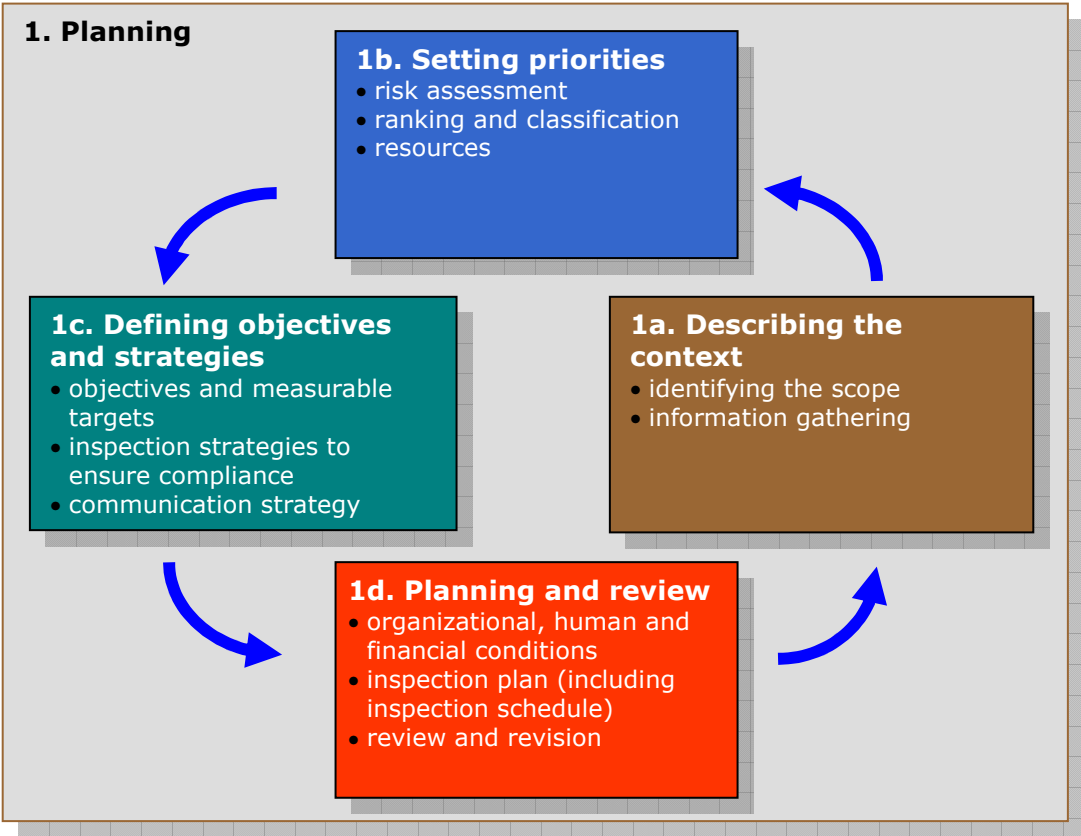 1. Planning
1b. Setting priorities
• risk assessment
• ranking and classification
• resources
1c. Defining objectives
and strategies
• objectives and measurable
targets
• inspection strategies to
ensure compliance
• communication strategy
1a. Describing the
context
• identifying the scope
• information gathering
1d. Planning and review
• organizational, human and
financial conditions
• inspection plan (including
inspection schedule)
• review and revision